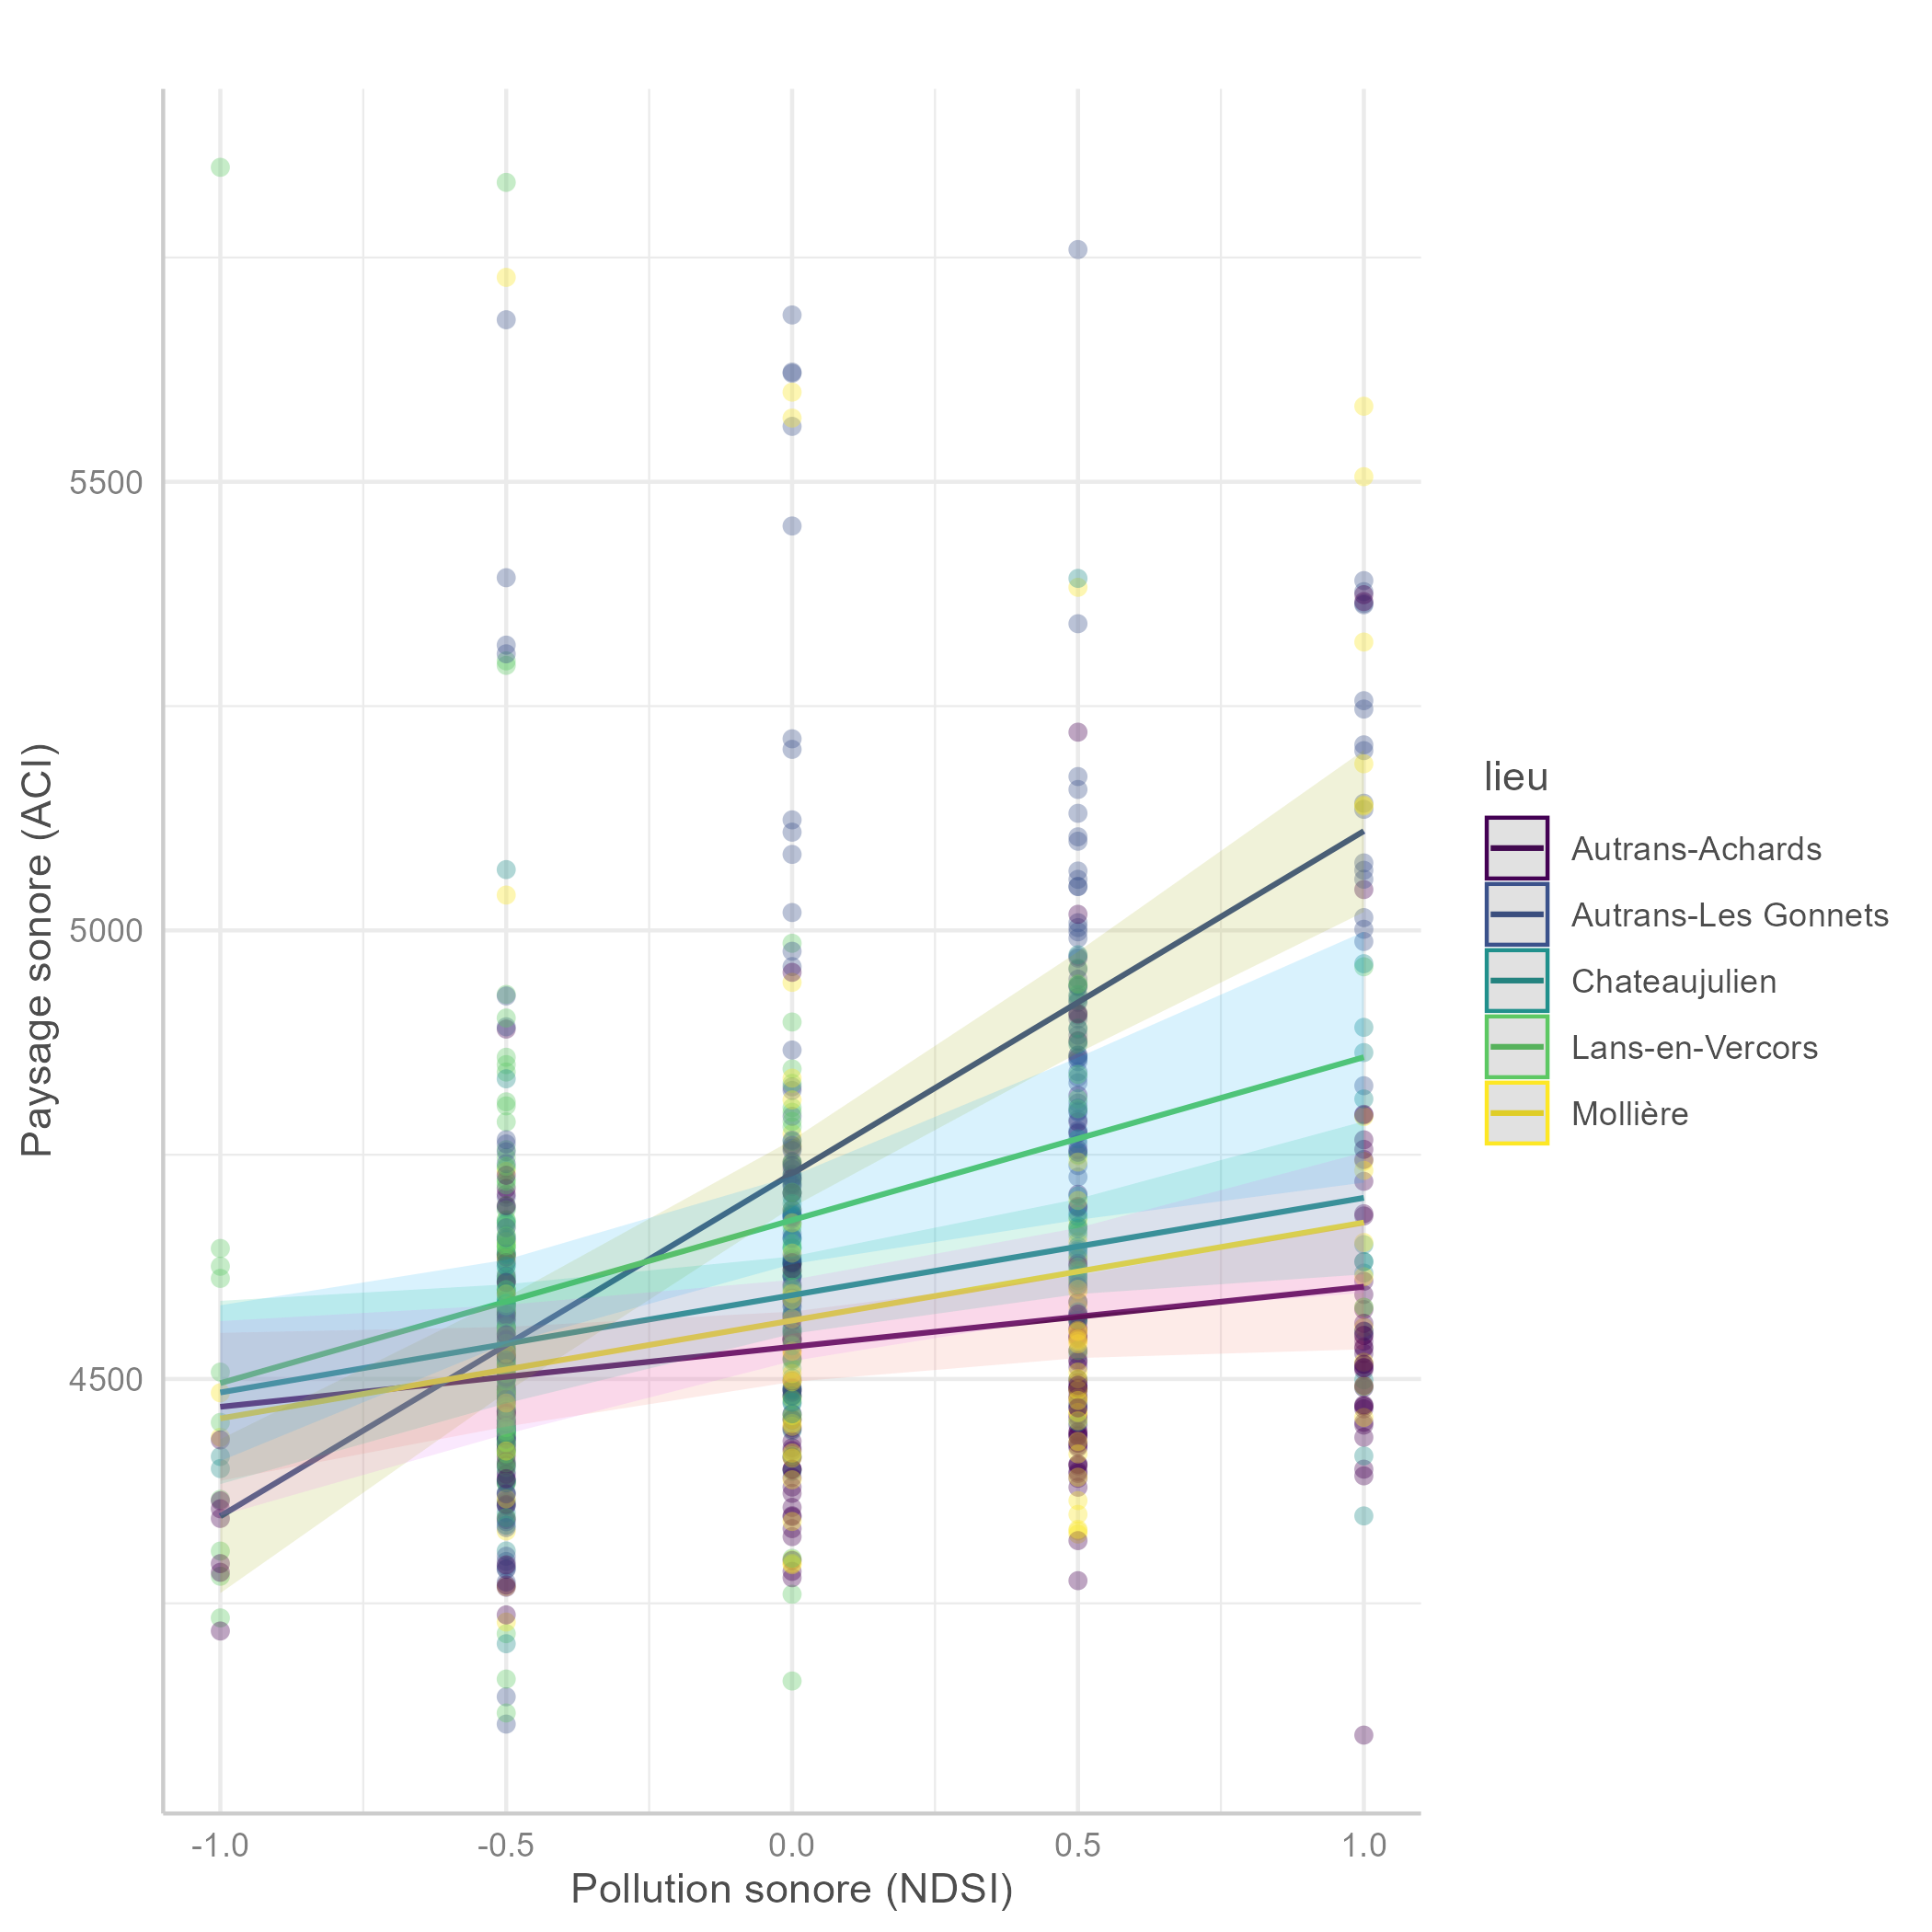 5500
5000
4500
Paysage sonore (ACI)
-1.0
-0.5
0.0
0.5
1.0
Pollution sonore (NDSI)
lieu
Autrans-Achards
Autrans-Les Gonnets
Chateaujulien
Lans-en-Vercors
Mollière